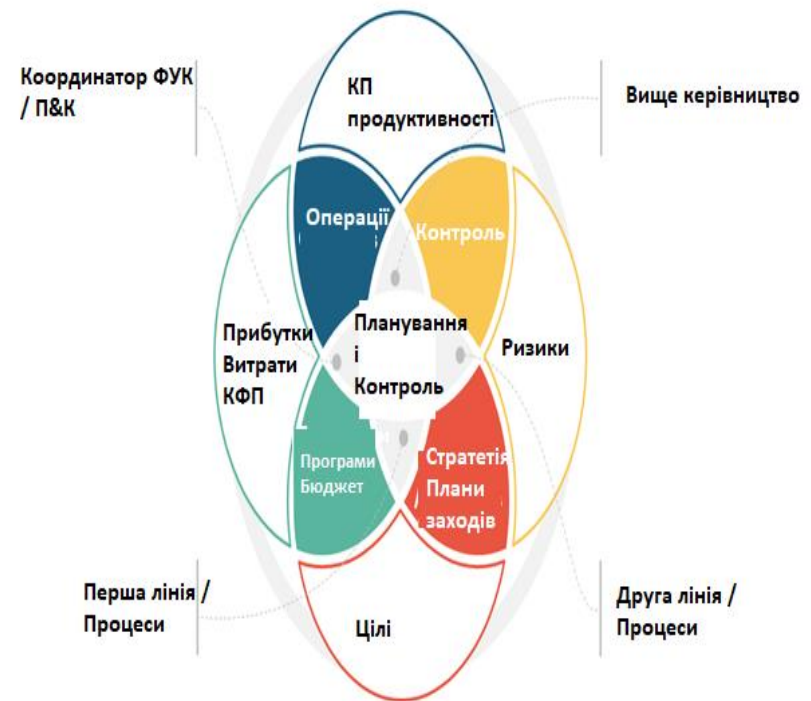 Координатор ФУК
/ П&К
КП
продуктивності
Вище керівництво
Операції
Контроль
Прибутки
Витрати
КФП
Планування
і
Контроль
Ризики
Програми
Бюджет
Стратетія
Плани
заходів
Перша лінія /
Процеси
Цілі
Друга лінія /
Процеси